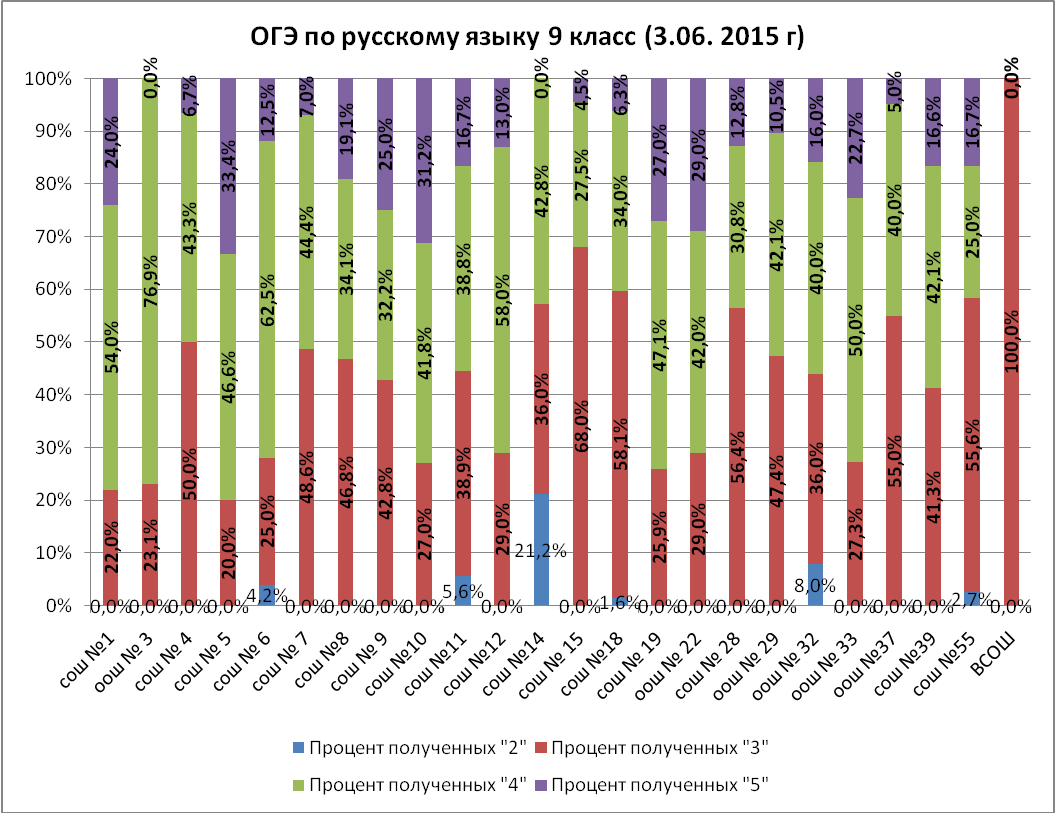 ОГЭ по русскому языку 9 класс (3.06. 2015 г)
100%
90%
80%
70%
60%
50%
40%
30%
20%
10%
0%
24,0% 0,0% 6,7% 33,4% 12,5% 7,0% 19,1% 25,0% 31,2% 16,7% 13,0% 0,0% 4,5% 6,3% 27,0% 29,0% 12,8% 10,5% 16,0% 22,7% 5,0% 16,6% 16,7% 0,0%
54,0% 76,9% 43,3% 46,6% 62,5% 44,4% 34,1% 32,2% 41,8% 38,8% 58,0% 42,8% 27,5% 34,0% 47,1% 42,0% 30,8% 42,1% 40,0% 50,0% 40,0% 42,1% 25,0%
22,0% 23,1% 50,0% 20,0% 25,0% 48,6% 46,8% 42,8% 27,0% 38,9% 29,0% 36,0% 68,0% 58,1% 25,9% 29,0% 56,4% 47,4% 36,0% 27,3% 55,0% 41,3% 55,6% 100,0%
0,0% 0,0% 0,0% 0,0% 4,2% 0,0% 0,0% 0,0% 0,0% 5,6% 0,0% 21,2% 0,0% 1,6% 0,0% 0,0% 0,0% 0,0% 8,0% 0,0% 0,0% 0,0% 2,7% 0,0%
сош №1
оош № 3
сош № 4
сош № 5
сош № 6
сош № 7
сош №8
сош № 9
сош №10
сош №11
сош №12
сош №14
сош № 15
сош №18
сош № 19
оош № 22
сош № 28
оош № 29
оош № 32
оош № 33
оош №37
сош №39
сош №55
ВСОШ
Процент полученных "2"
Процент полученных "3"
Процент полученных "4"
Процент полученных "5"